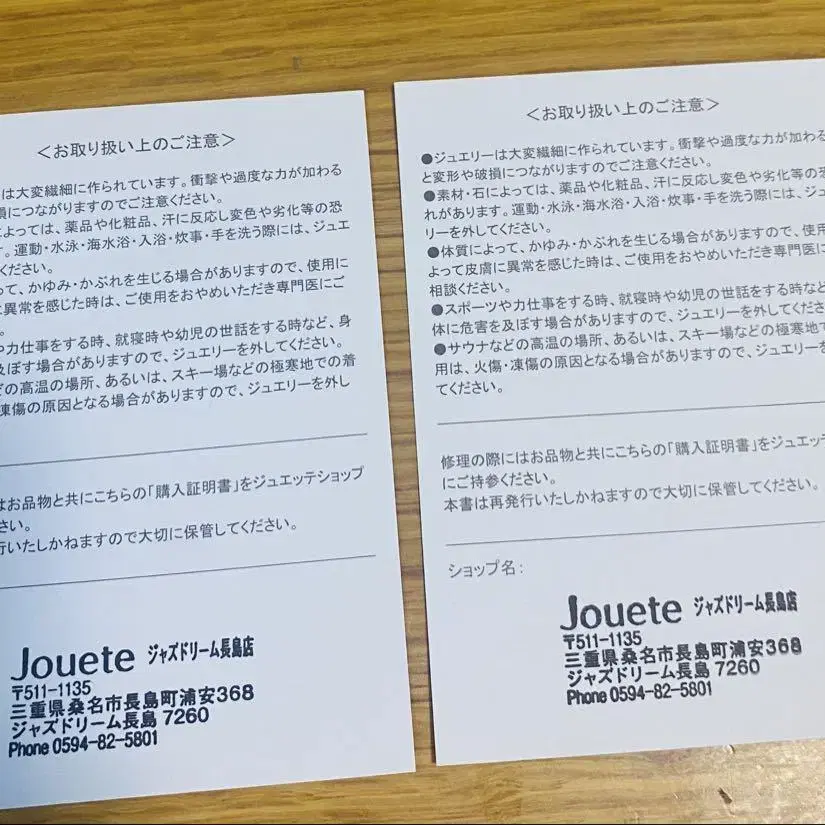 ＜お取り扱い上のご注意＞
は大変繊細に作られています。衝撃や過度な力が加わる
損につながりますのでご注意ください。
よっては、薬品や化粧品、汗に反応し変色や劣化等の恐
す。運動・水泳・海水浴・入浴・炊事・手を洗う際には、ジュエ
ください。
って、かゆみ・かぶれを生じる場合がありますので、使用に
に異常を感じた時は、ご使用をおやめいただき専門医にご
。
や力仕事をする時、就寝時や幼児の世話をする時など、身
及ぼす場合がありますので、ジュエリーを外してください。
どの高温の場所、あるいは、スキー場などの極寒地での着
凍傷の原因となる場合がありますので、ジュエリーを外し
はお品物と共にこちらの「購入証明書」をジュエッテショップ
さい。
行いたしかねますので大切に保管してください。
Jouete ジャズドリーム長島店
〒511-1135
三重県桑名市長島町浦安368
ジャズドリーム長島 7260
Phone 0594-82-5801
＜お取り扱い上のご注意＞
●ジュエリーは大変繊細に作られています。衝撃や過度な力が加わる
と変形や破損につながりますのでご注意ください。
●素材・石によっては、薬品や化粧品、汗に反応し変色や劣化等の恐
れがあります。運動・水泳・海水浴・入浴・炊事・手を洗う際には、ジュ
リーを外してください。
●体質によって、かゆみ・かぶれを生じる場合がありますので、使用
よって皮膚に異常を感じた時は、ご使用をおやめいただき専門医に
相談ください。
●スポーツや力仕事をする時、就寝時や幼児の世話をする時など
体に危害を及ぼす場合がありますので、ジュエリーを外してくださ
●サウナなどの高温の場所、あるいは、スキー場などの極寒地で
用は、火傷・凍傷の原因となる場合がありますので、ジュエリーを
てください。
修理の際にはお品物と共にこちらの「購入証明書」をジュエッテ
にご持参ください。
本書は再発行いたしかねますので大切に保管してください。
ショップ名：
Jouete ジャズドリーム長島店
〒511-1135
三重県桑名市長島町浦安368
ジャズドリーム長島 7260
Phone 0594-82-5801